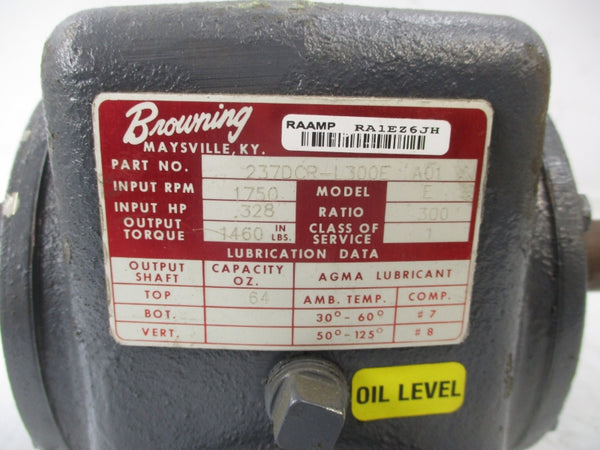 Browning
MAYSVILLE, KY.
RAAMP RA1EZ6JH
PART NO. 237DCR-L300E A01
INPUT RPM 1750 MODEL E
INPUT HP .328 RATIO 300
OUTPUT TORQUE 1460 IN LBS. CLASS OF SERVICE 1
LUBRICATION DATA
OUTPUT SHAFT CAPACITY OZ. AGMA LUBRICANT
TOP 64 AMB. TEMP. COMP.
BOT. 30°-60° #7
VERT. 50°-125° #8
OIL LEVEL